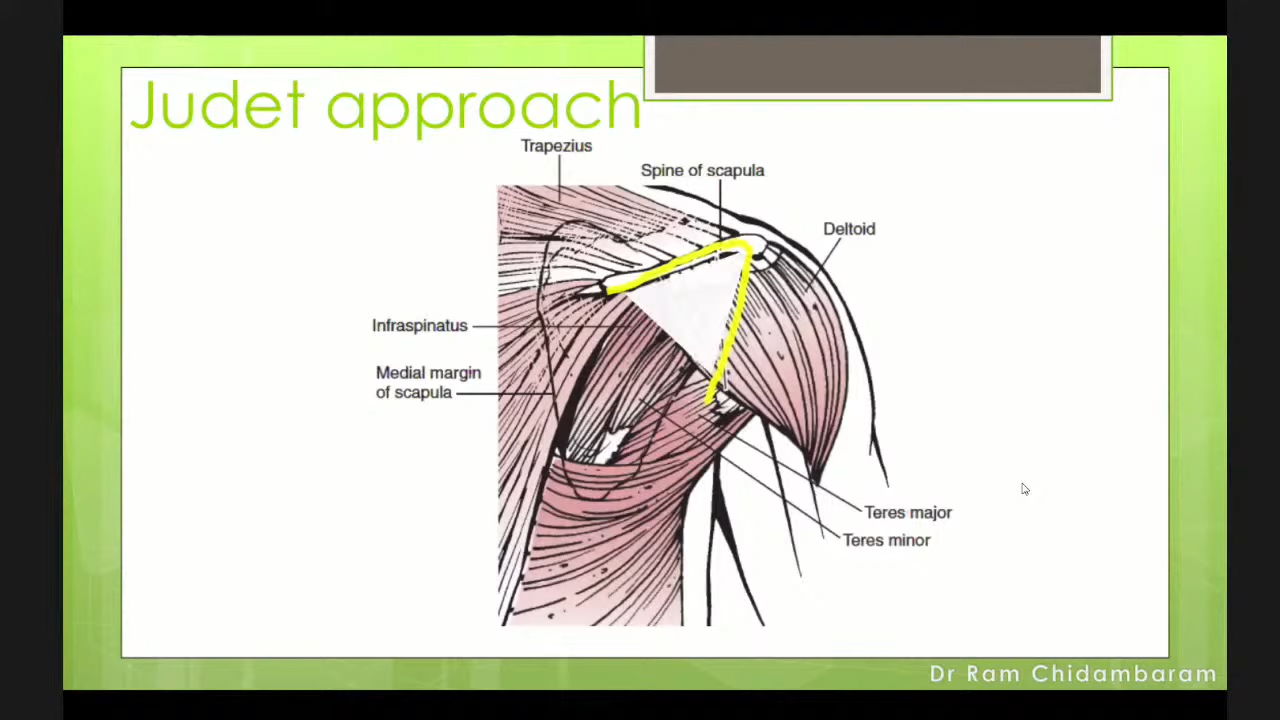 Judet approach
Trapezius
Spine of scapula
Deltoid
Infraspinatus
Medial margin
of scapula
Teres major
Teres minor
Dr Ram Chidambaram